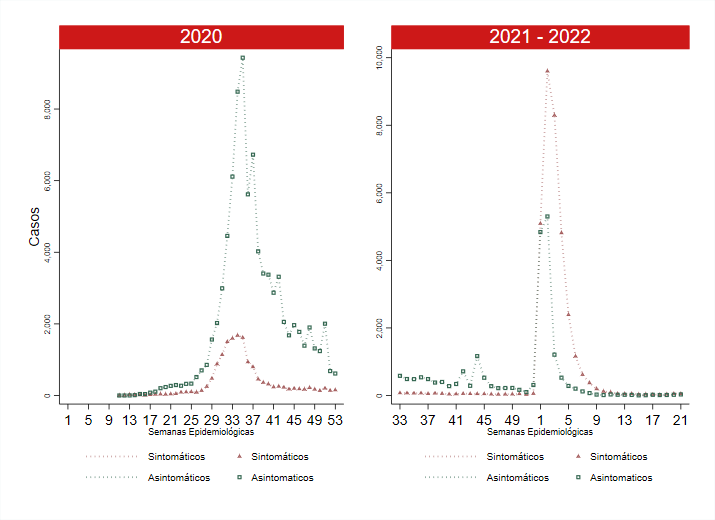 2020
2021 - 2022
Casos
0
2,000
4,000
6,000
8,000
1 5 9 13 17 21 25 29 33 37 41 45 49 53
Semanas Epidemiológicas
Sintomáticos Sintomáticos
Asintomáticos Asintomaticos
0
2,000
4,000
6,000
8,000
10,000
33 37 41 45 49 1 5 9 13 17 21
Semanas Epidemiológicas
Sintomáticos Sintomáticos
Asintomáticos Asintomaticos